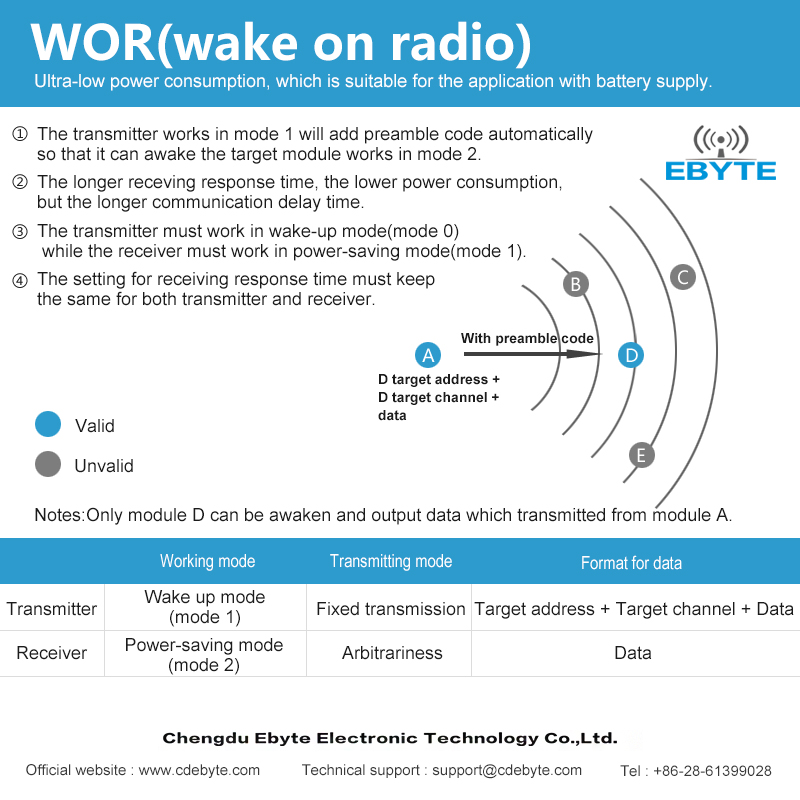 WOR(wake on radio)
Ultra-low power consumption, which is suitable for the application with battery supply.
① The transmitter works in mode 1 will add preamble code automatically
so that it can awake the target module works in mode 2.
② The longer receving response time, the lower power consumption,
but the longer communication delay time.
③ The transmitter must work in wake-up mode(mode 0)
while the receiver must work in power-saving mode(mode 1).
④ The setting for receiving response time must keep
the same for both transmitter and receiver.
EBYTE
B
C
With preamble code
A
D
D target address +
D target channel +
data
E
Valid
Unvalid
Notes:Only module D can be awaken and output data which transmitted from module A.
Working mode Transmitting mode Format for data
Transmitter Wake up mode (mode 1) Fixed transmission Target address + Target channel + Data
Receiver Power-saving mode (mode 2) Arbitrariness Data
Chengdu Ebyte Electronic Technology Co.,Ltd.
Official website : www.cdebyte.com Technical support : support@cdebyte.com Tel : +86-28-61399028